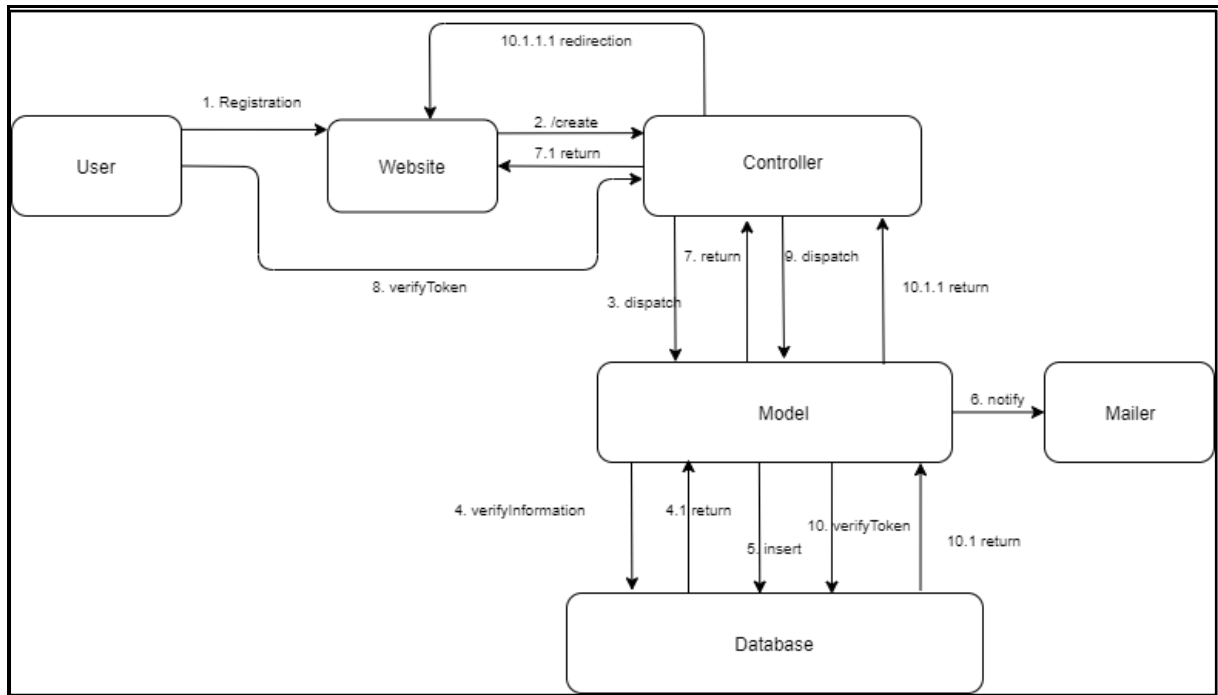 10.1.1.1 redirection
1. Registration
2. /create
User
Website
7.1 return
Controller
8. verifyToken
7. return
9. dispatch
3. dispatch
10.1.1 return
Model
6. notify
Mailer
4. verifyInformation
4.1 return
5. insert
10. verifyToken
10.1 return
Database